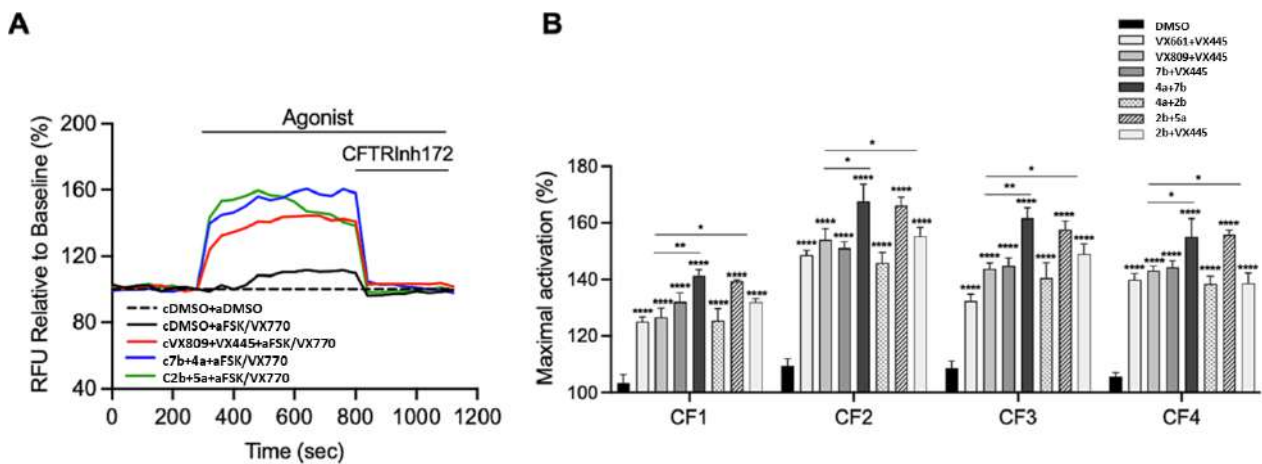 A
RFU Relative to Baseline (%)
200
160
120
80
40
Agonist
CFTRInh172
cDMSO+aDMSO
cDMSO+aFSK/VX770
cVX809+VX445+aFSK/VX770
c7b+4a+aFSK/VX770
C2b+5a+aFSK/VX770
0 200 400 600 800 1000 1200
Time (sec)
B
DMSO
VX661+VX445
VX809+VX445
7b+VX445
4a+7b
4a+2b
2b+5a
2b+VX445
Maximal activation (%)
180
160
140
120
100
*
**
**** **** **** **** **** **** ****
*
*
**** **** **** **** **** **** ****
*
**
**** **** **** **** **** **** ****
*
*
**** **** **** **** **** **** ****
CF1 CF2 CF3 CF4